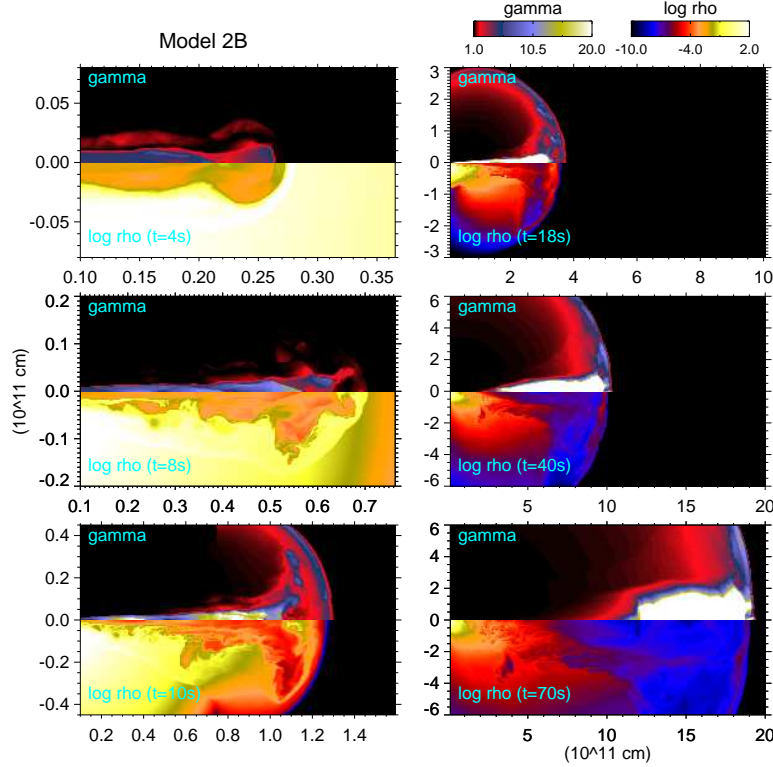 gamma
log rho
Model 2B
1.0 10.5 20.0
-10.0 -4.0 2.0
gamma
0.05
0.00
-0.05
log rho (t=4s)
0.10 0.15 0.20 0.25 0.30 0.35
gamma
3
2
1
0
-1
-2
-3
log rho (t=18s)
2 4 6 8 10
(10^11 cm)
gamma
0.2
0.1
0.0
-0.1
-0.2
log rho (t=8s)
0.1 0.2 0.3 0.4 0.5 0.6 0.7
gamma
6
4
2
0
-2
-4
-6
log rho (t=40s)
5 10 15 20
gamma
0.4
0.2
0.0
-0.2
-0.4
log rho (t=10s)
0.2 0.4 0.6 0.8 1.0 1.2 1.4
gamma
6
4
2
0
-2
-4
-6
log rho (t=70s)
5 10 15 20
(10^11 cm)